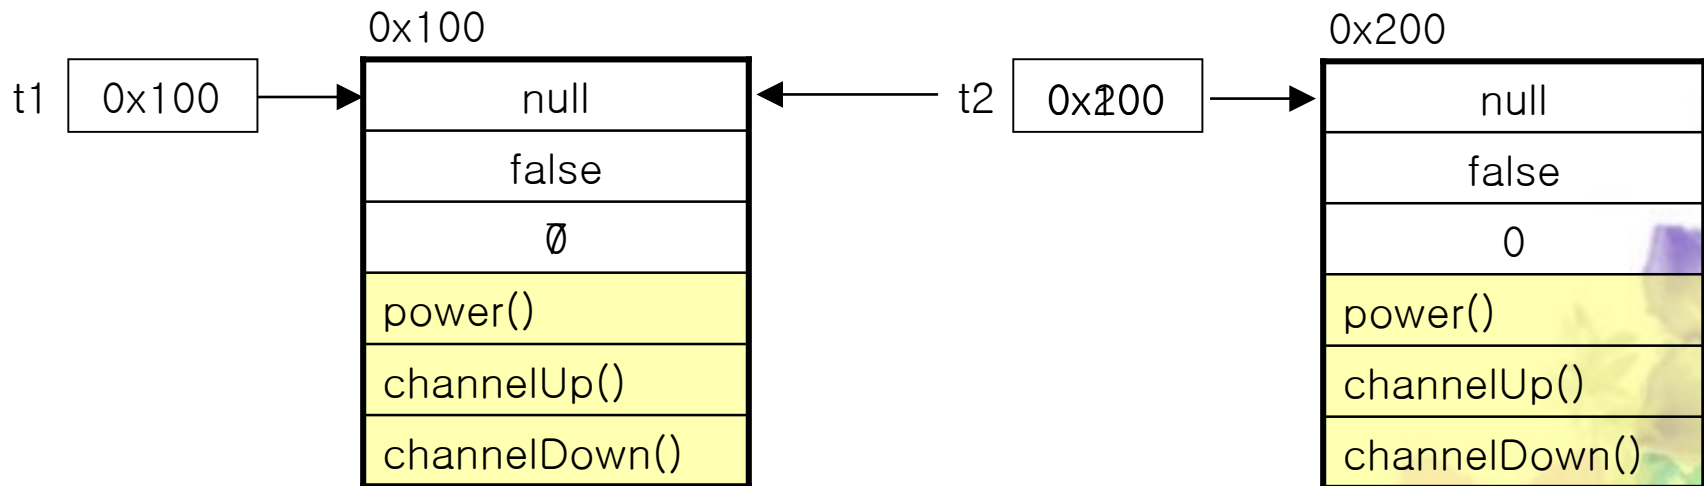 0x100
t1 0x100
null
false
power()
channelUp()
channelDown()
t2
0x200
null
false
0
power()
channelUp()
channelDown()